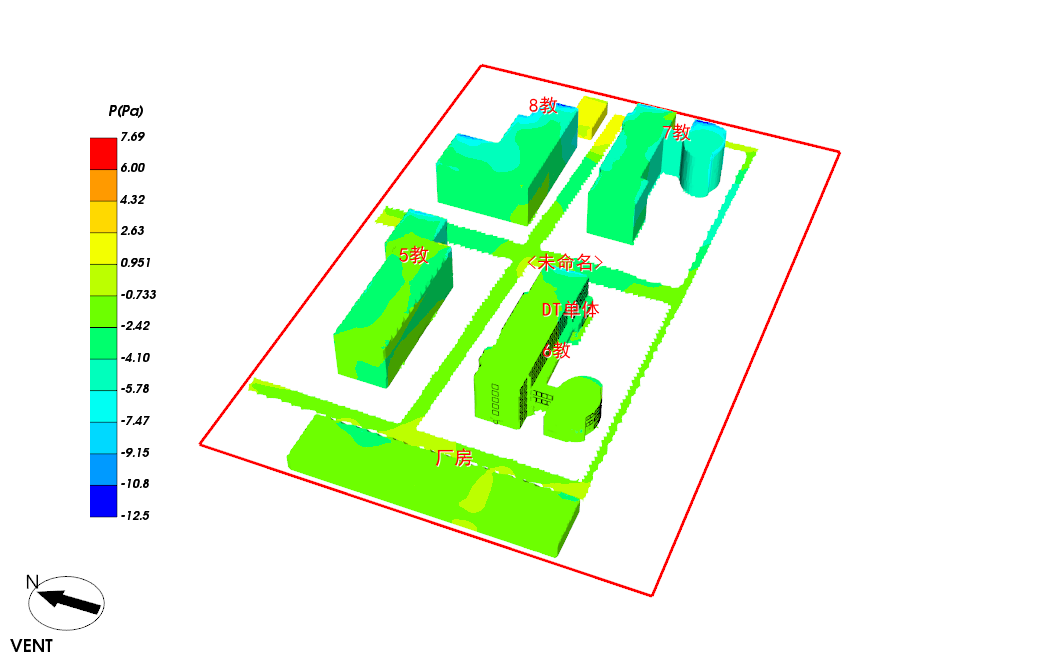 P(Pa)
7.69
6.00
4.32
2.63
0.951
-0.733
-2.42
-4.10
-5.78
-7.47
-9.15
-10.8
-12.5
8教
7教
5教
<未命名>
DT单体
6教
厂房
N
VENT